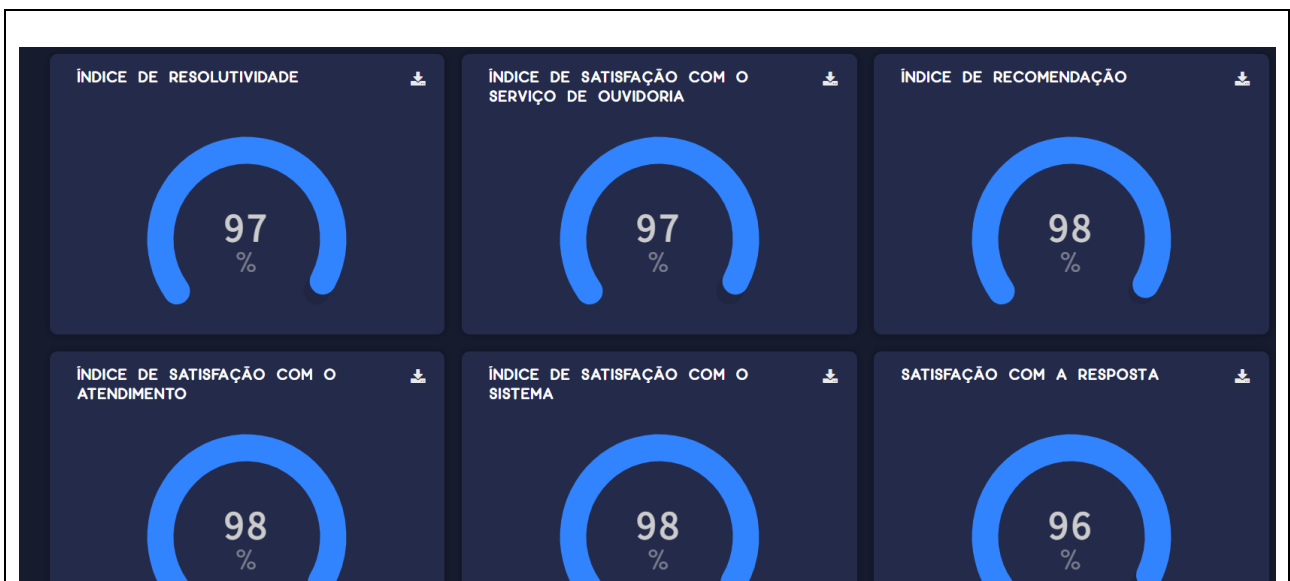 ÍNDICE DE RESOLUTIVIDADE
97
%
ÍNDICE DE SATISFAÇÃO COM O
SERVIÇO DE OUVIDORIA
97
%
ÍNDICE DE RECOMENDAÇÃO
98
%
ÍNDICE DE SATISFAÇÃO COM O
ATENDIMENTO
98
%
ÍNDICE DE SATISFAÇÃO COM O
SISTEMA
98
%
SATISFAÇÃO COM A RESPOSTA
96
%